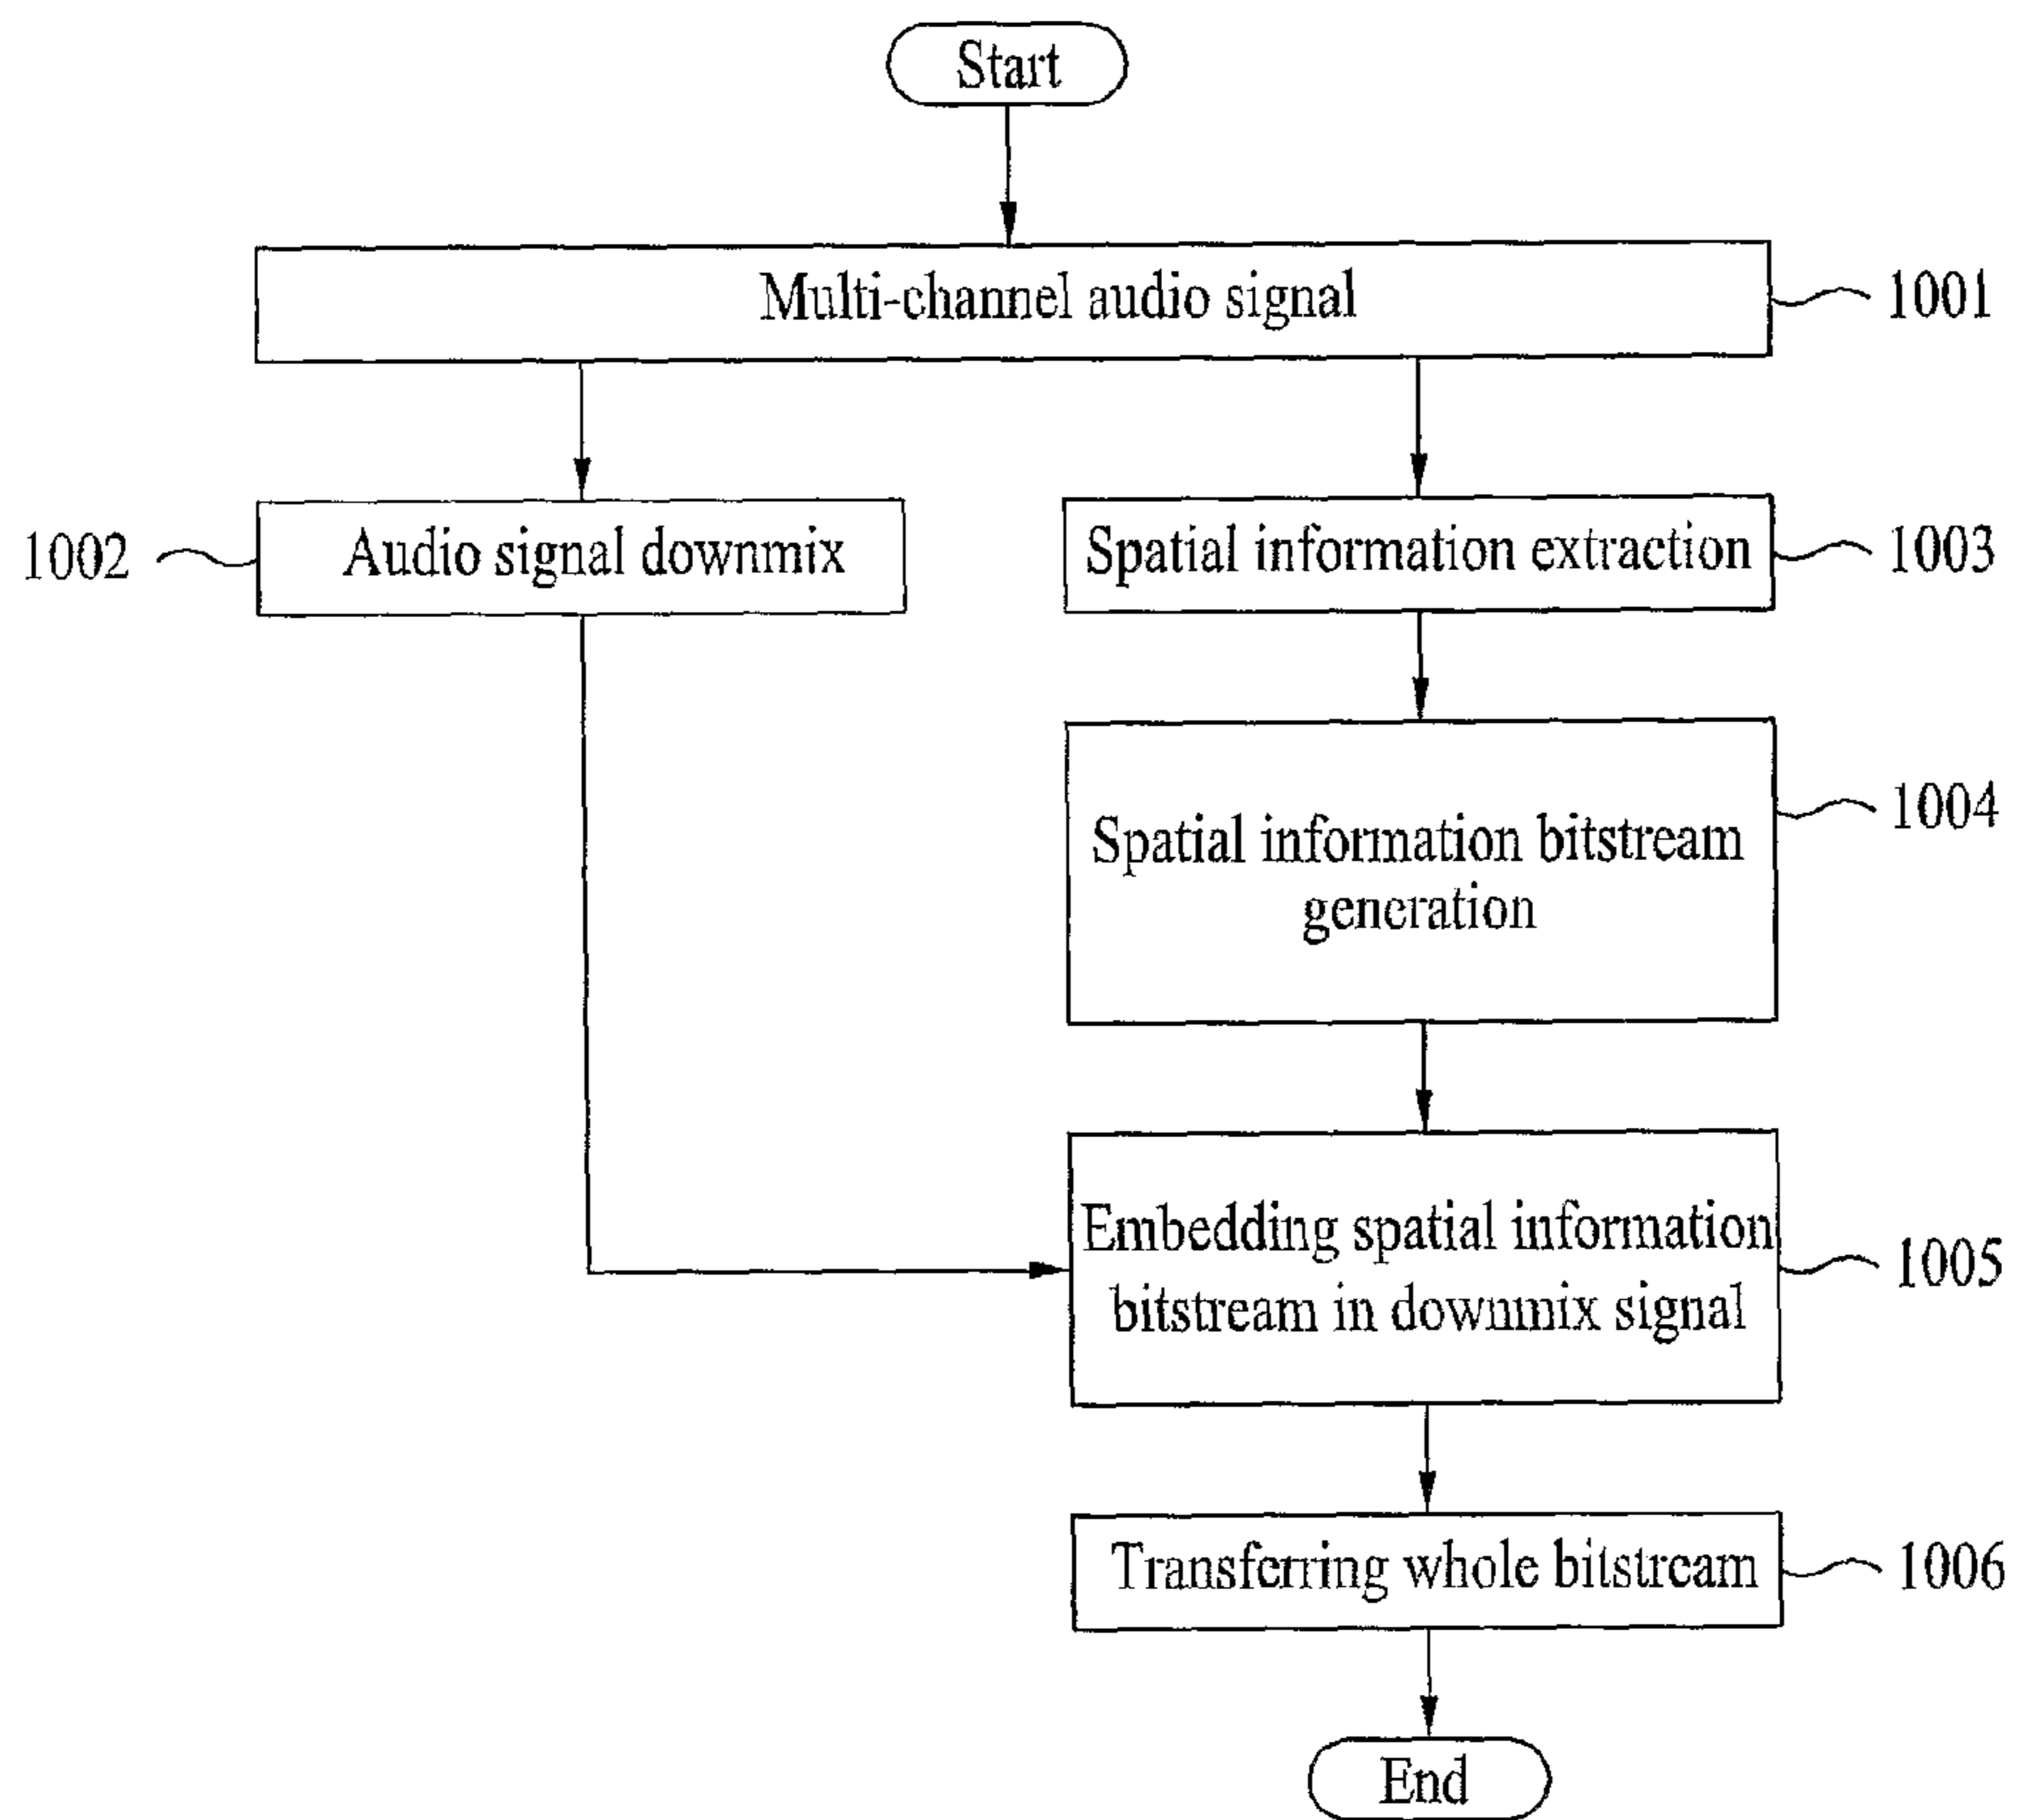 Start
Multi-channel audio signal
1001
1002
Audio signal downmix
Spatial information extraction
1003
Spatial information bitstream
generation
1004
Embedding spatial information
bitstream in downmix signal
1005
Transferring whole bitstream
1006
End